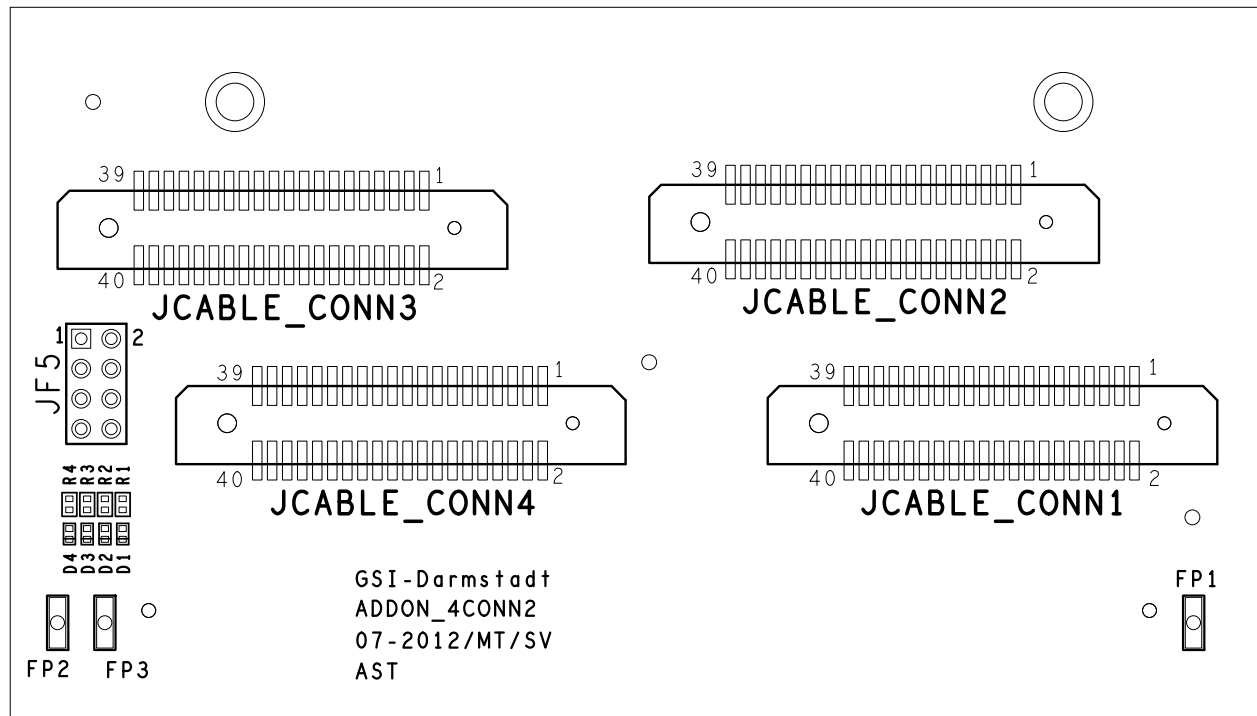 39 1
39 1
40 2
40 2
JCABLE_CONN3
JCABLE_CONN2
1 2
JF5
39 1
39 1
40 2
40 2
JCABLE_CONN4
JCABLE_CONN1
R4
R3
R2
R1
D4
D3
D2
D1
GSI-Darmstadt
ADDON_4CONN2
07-2012/MT/SV
AST
FP1
FP2
FP3